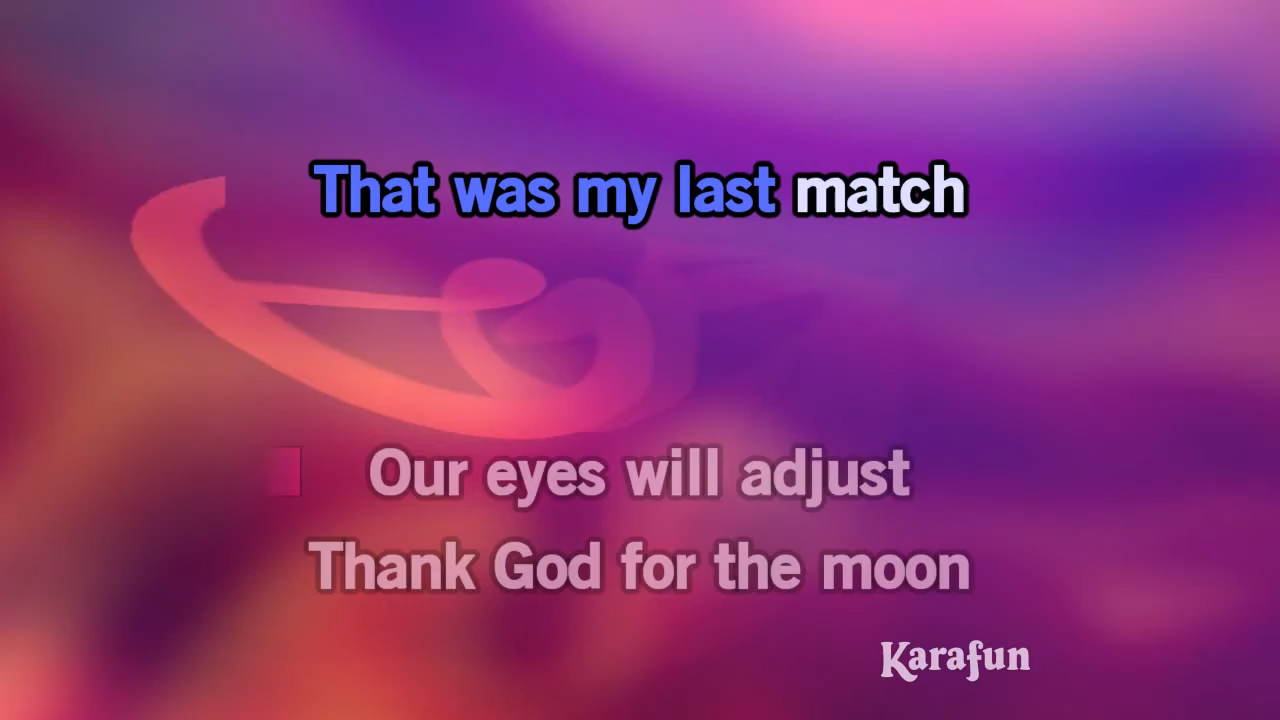 That was my last match
Our eyes will adjust
Thank God for the moon
Karafun